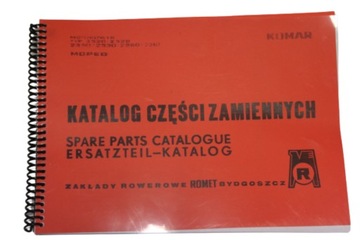 KOMAR
MOPED
KATALOG CZĘŚCI ZAMIENNYCH
SPARE PARTS CATALOGUE
ERSATZTEIL-KATALOG
R
ZAKŁADY ROWEROWE ROMET BYDGOSZCZ